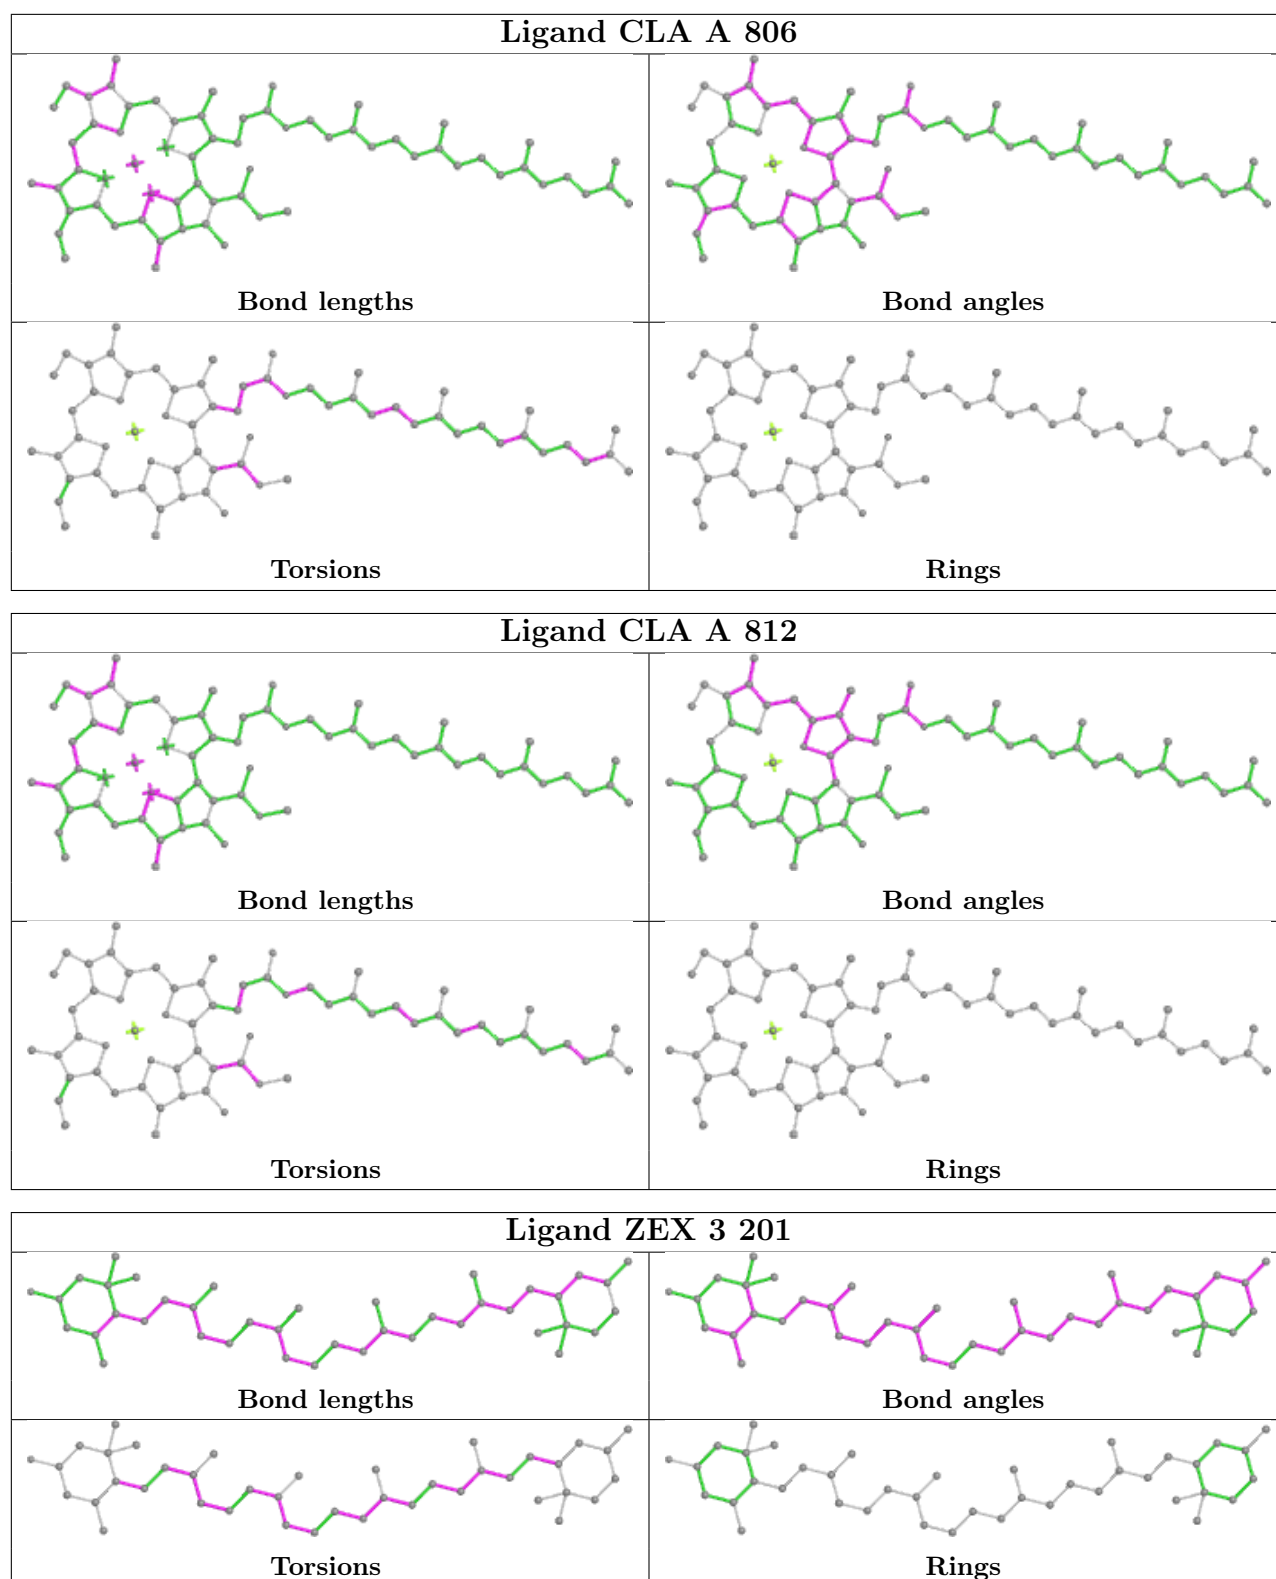 Ligand CLA A 806
Bond lengths
Bond angles
Torsions
Rings
Ligand CLA A 812
Bond lengths
Bond angles
Torsions
Rings
Ligand ZEX 3 201
Bond lengths
Bond angles
Torsions
Rings